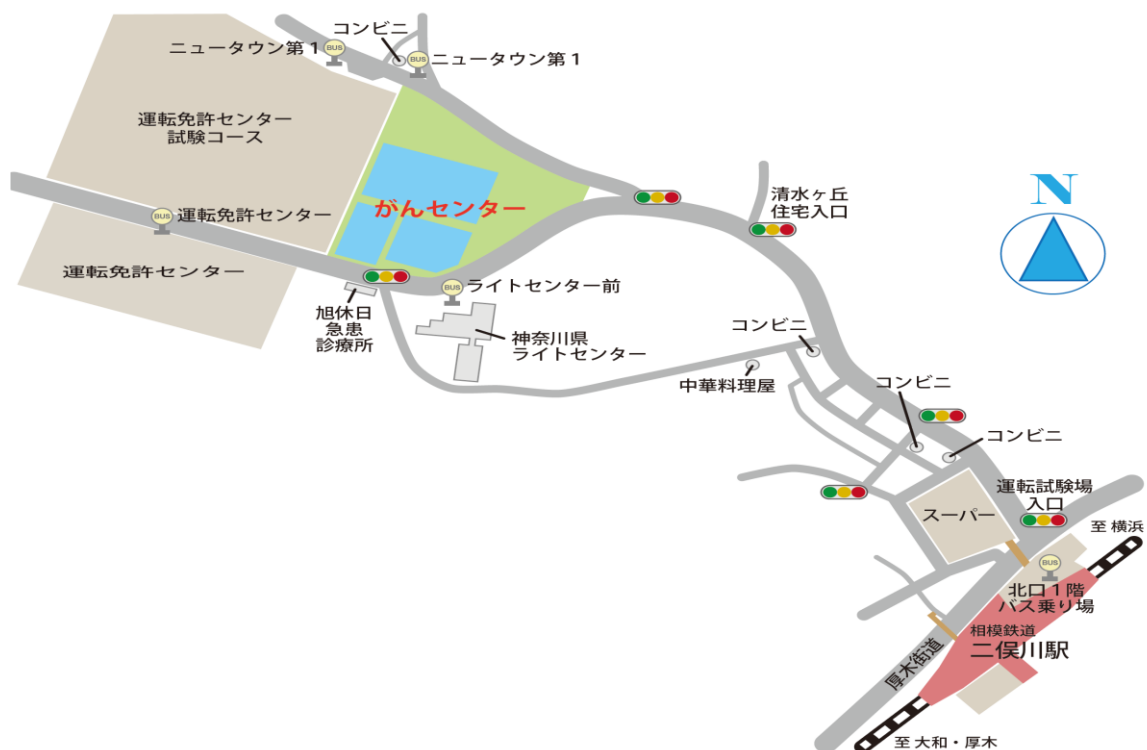 コンビニ
ニュータウン第1
BUS
BUS
ニュータウン第1
運転免許センター
試験コース
N
がんセンター
清水ヶ丘
住宅入口
BUS
運転免許センター
運転免許センター
BUS
ライトセンター前
旭休日
急患
診療所
神奈川県
ライトセンター
コンビニ
中華料理屋
コンビニ
コンビニ
運転試験場
入口
スーパー
至 横浜
BUS
北口1階
バス乗り場
相模鉄道
二俣川駅
厚木街道
至 大和・厚木